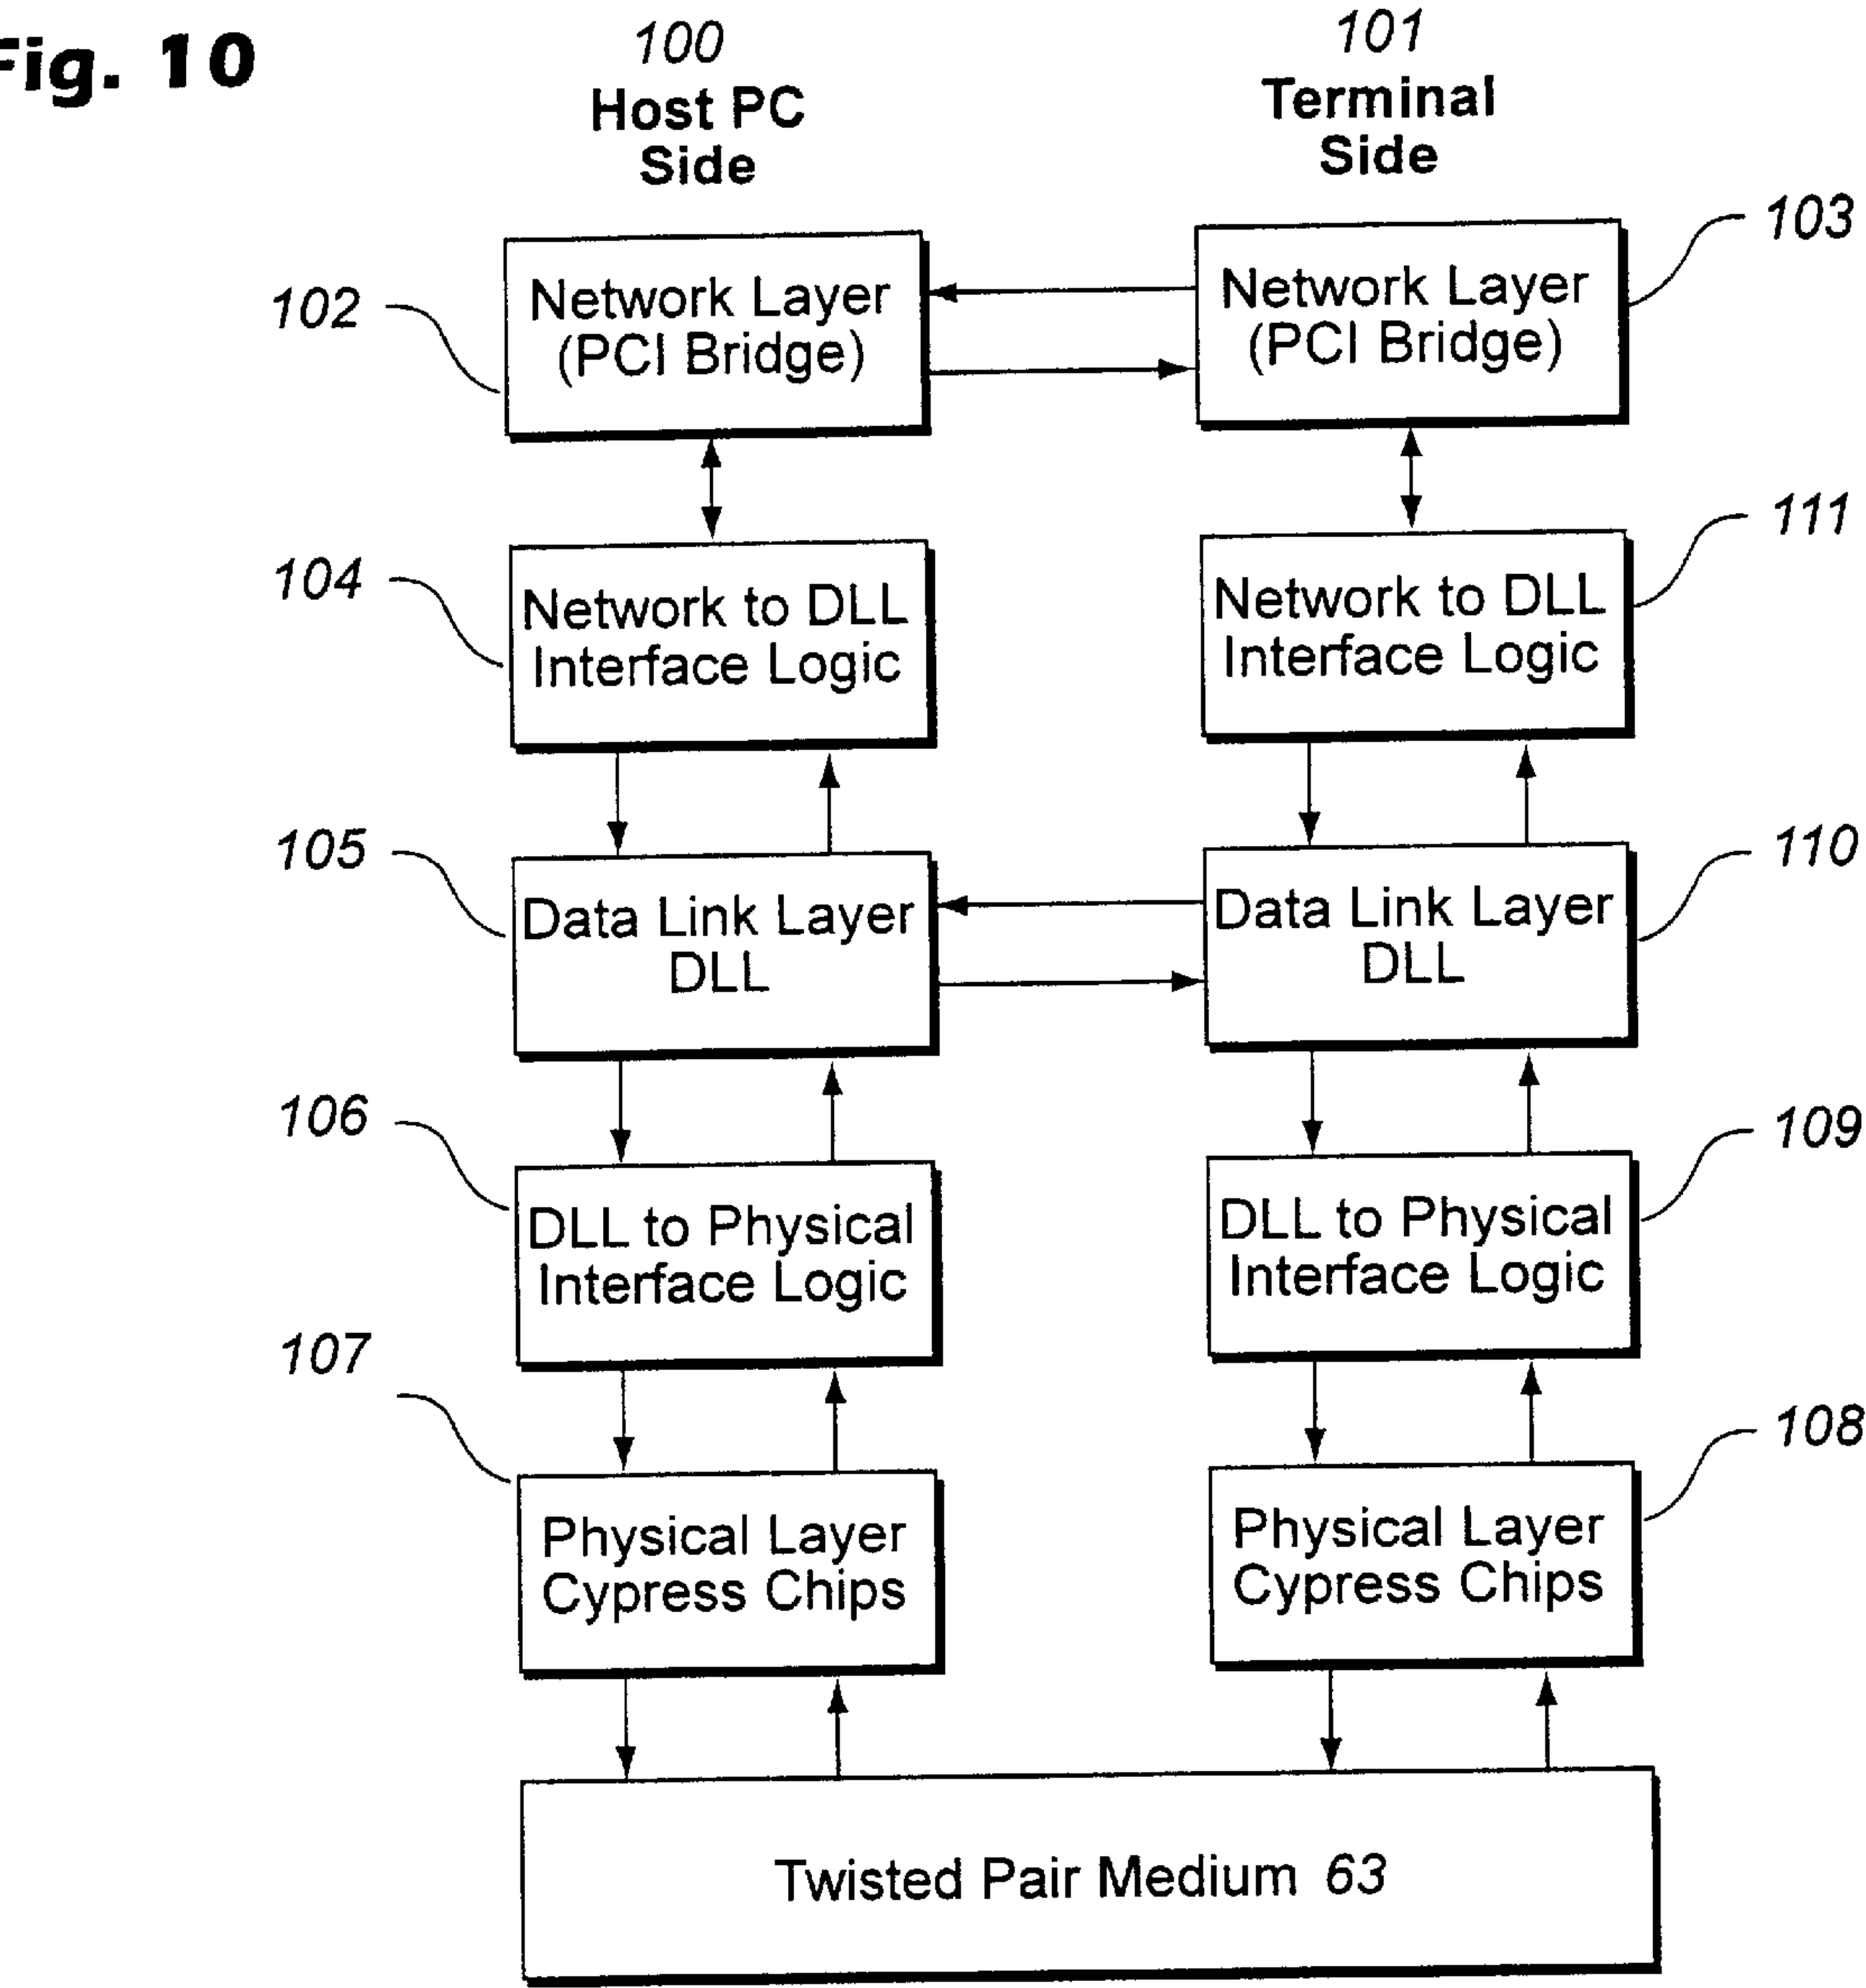 Fig. 10
100
Host PC
Side
101
Terminal
Side
102
Network Layer
(PCI Bridge)
Network Layer
(PCI Bridge)
103
104
Network to DLL
Interface Logic
Network to DLL
Interface Logic
111
105
Data Link Layer
DLL
Data Link Layer
DLL
110
106
DLL to Physical
Interface Logic
DLL to Physical
Interface Logic
109
107
Physical Layer
Cypress Chips
Physical Layer
Cypress Chips
108
Twisted Pair Medium 63